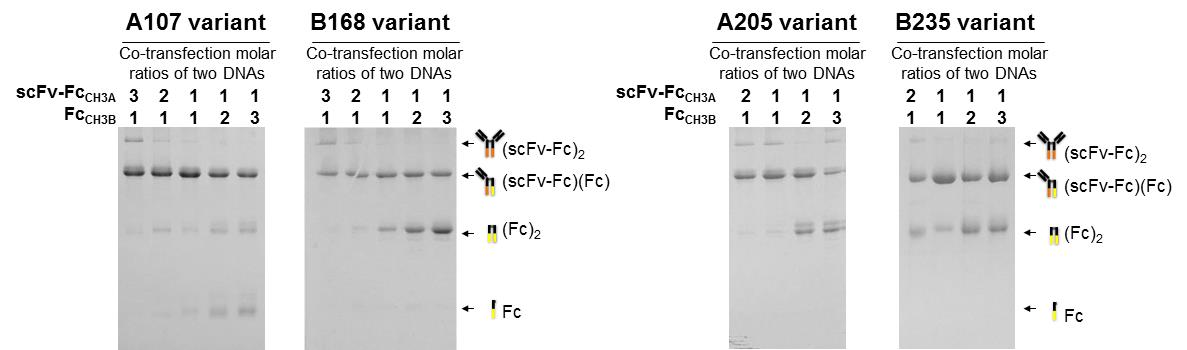 A107 variant B168 variant A205 variant B235 variant
Co-transfection molar ratios of two DNAs
Co-transfection molar ratios of two DNAs
Co-transfection molar ratios of two DNAs
Co-transfection molar ratios of two DNAs
scFv-FcCH3A 3 2 1 1 1 3 2 1 1 1
FcCH3B 1 1 1 2 3 1 1 1 2 3
(scFv-Fc)2
(scFv-Fc)(Fc)
(Fc)2
Fc
scFv-FcCH3A 2 1 1 1 2 1 1 1
FcCH3B 1 1 2 3 1 1 2 3
(scFv-Fc)2
(scFv-Fc)(Fc)
(Fc)2
Fc